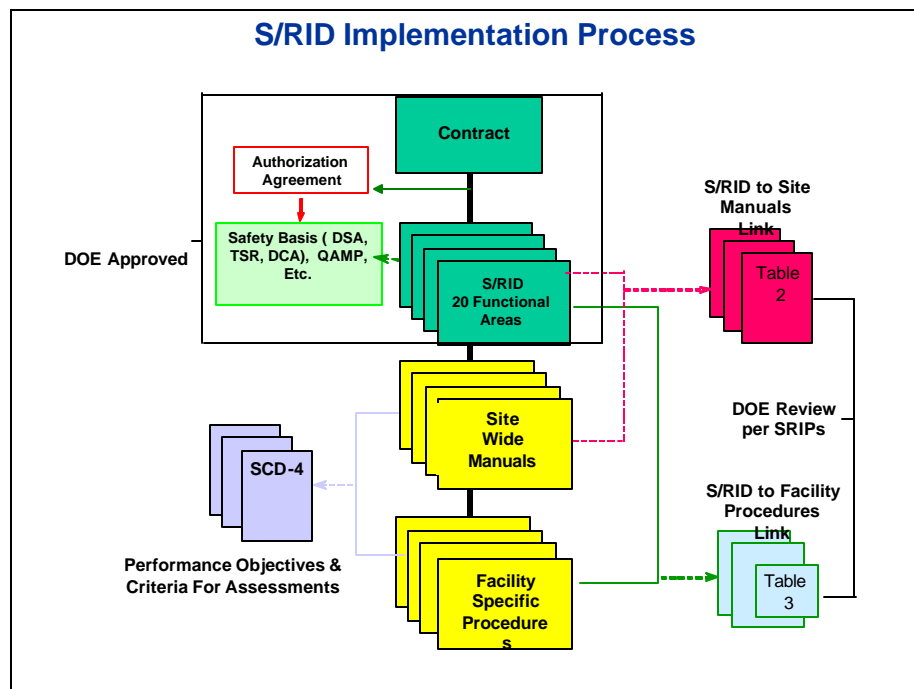 S/RID Implementation Process
Contract
Authorization
Agreement
S/RID to Site
Manuals
Link
Safety Basis ( DSA,
TSR, DCA), QAMP,
Etc.
DOE Approved
S/RID
20 Functional
Areas
Table
2
Site
Wide
Manuals
DOE Review
per SRIPs
SCD-4
S/RID to Facility
Procedures
Link
Performance Objectives &
Criteria For Assessments
Facility
Specific
Procedure
s
Table
3